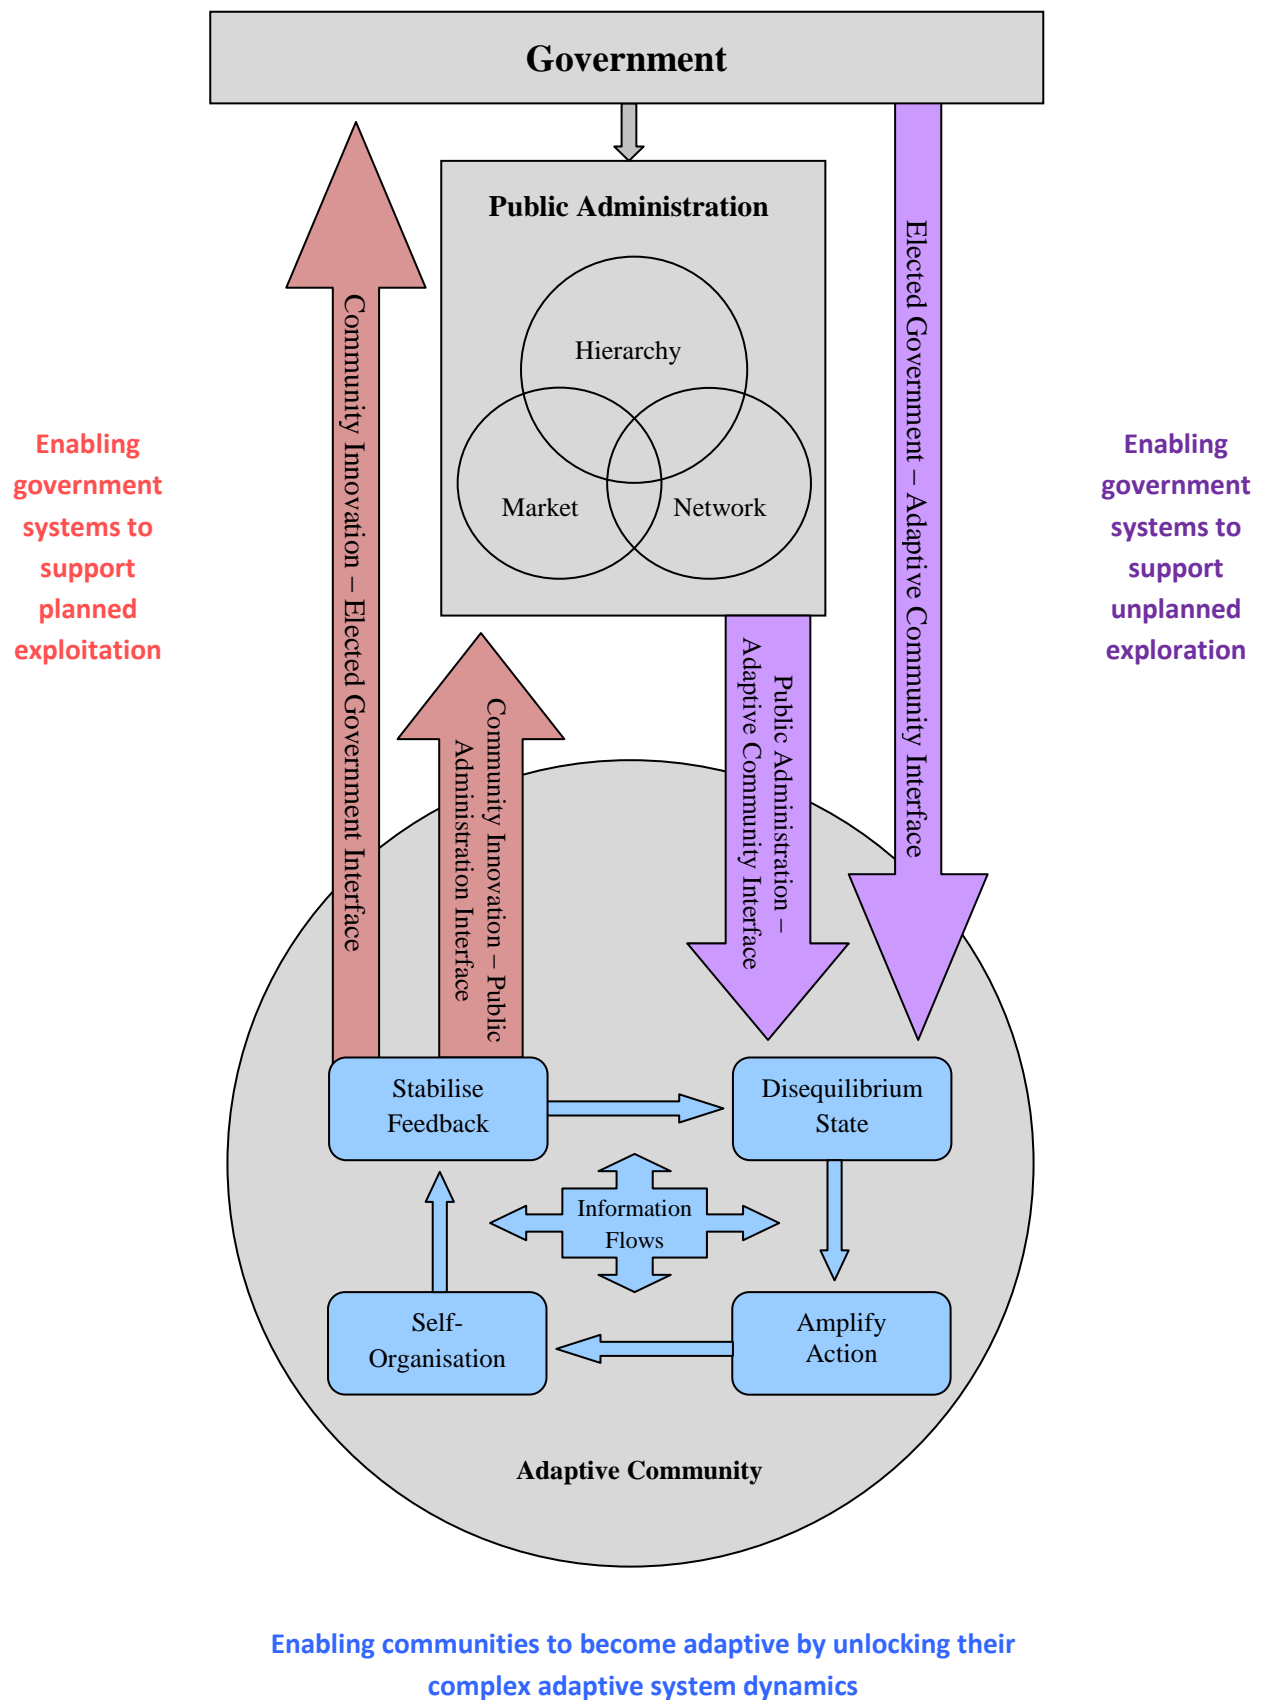 Government
Public Administration
Hierarchy
Market
Network
Enabling
government
systems to
support
planned
exploitation
Enabling
government
systems to
support
unplanned
exploration
Community Innovation – Elected Government Interface
Community Innovation – Public
Administration Interface
Public Administration –
Adaptive Community Interface
Elected Government – Adaptive Community Interface
Stabilise
Feedback
Disequilibrium
State
Information
Flows
Self-
Organisation
Amplify
Action
Adaptive Community
Enabling communities to become adaptive by unlocking their
complex adaptive system dynamics